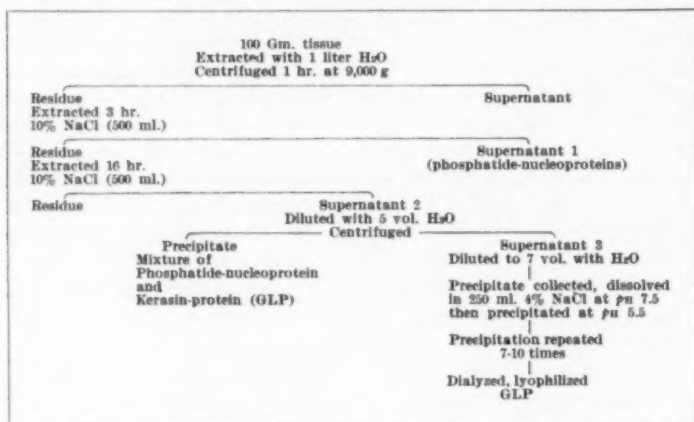 100 Gm. tissue
Extracted with 1 liter H₂O
Centrifuged 1 hr. at 9,000 g
Residue
Extracted 3 hr.
10% NaCl (500 ml.)
Supernatant
Residue
Extracted 16 hr.
10% NaCl (500 ml.)
Supernatant 1
(phosphatide-nucleoproteins)
Residue
Supernatant 2
Diluted with 5 vol. H₂O
Centrifuged
Precipitate
Mixture of
Phosphatide-nucleoprotein
and
Kerasin-protein (GLP)
Supernatant 3
Diluted to 7 vol. with H₂O
Precipitate collected, dissolved
in 250 ml. 4% NaCl at pH 7.5
then precipitated at pH 5.5
Precipitation repeated
7-10 times
Dialyzed, lyophilized
GLP